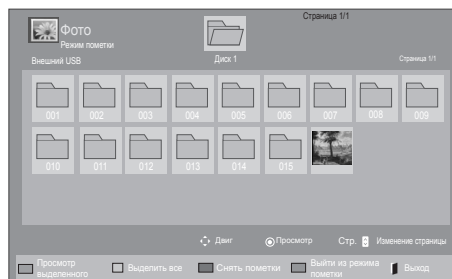 Страница 1/1
Фото
Режим пометки
Внешний USB
Диск 1
Страница 1/1
001 002 003 004 005 006 007 008 009
010 011 012 013 014 015
Двиг Просмотр Стр. Изменение страницы
Просмотр выделенного
Выделить все
Снять пометки
Выйти из режима пометки
Выход